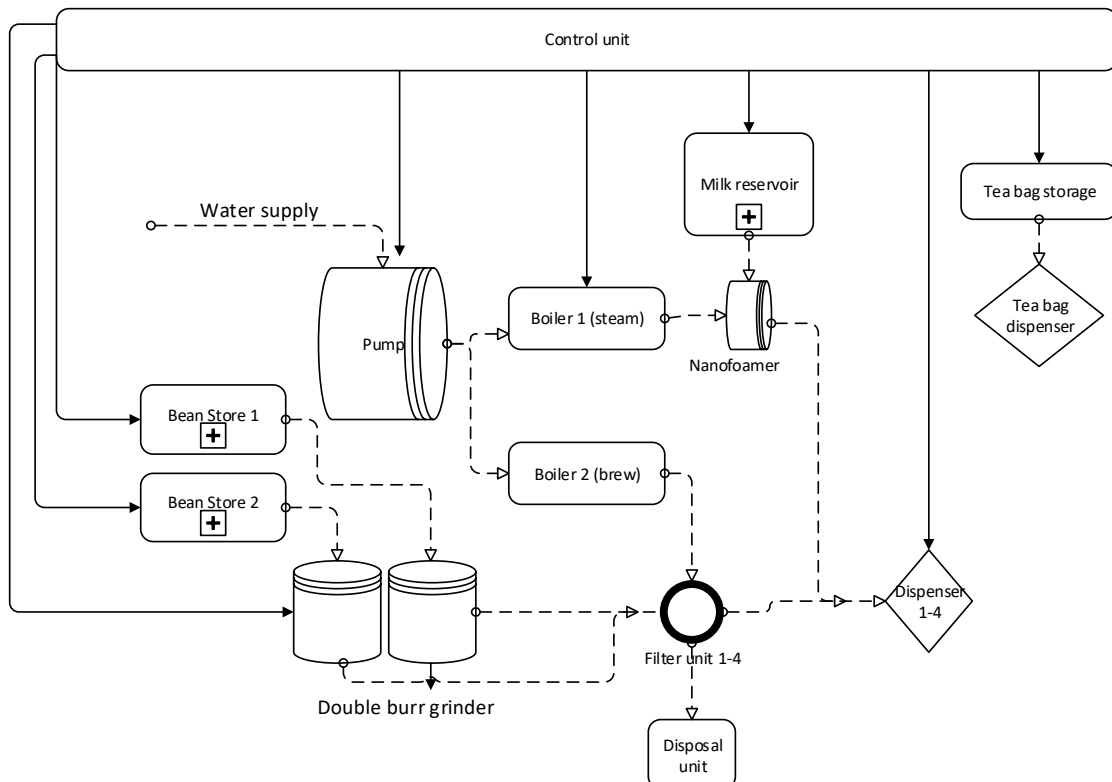 Control unit
Milk reservoir
Tea bag storage
Water supply
Tea bag
dispenser
Boiler 1 (steam)
Pump
Nanofoamer
Bean Store 1
Boiler 2 (brew)
Bean Store 2
Dispenser
1-4
Filter unit 1-4
Double burr grinder
Disposal
unit